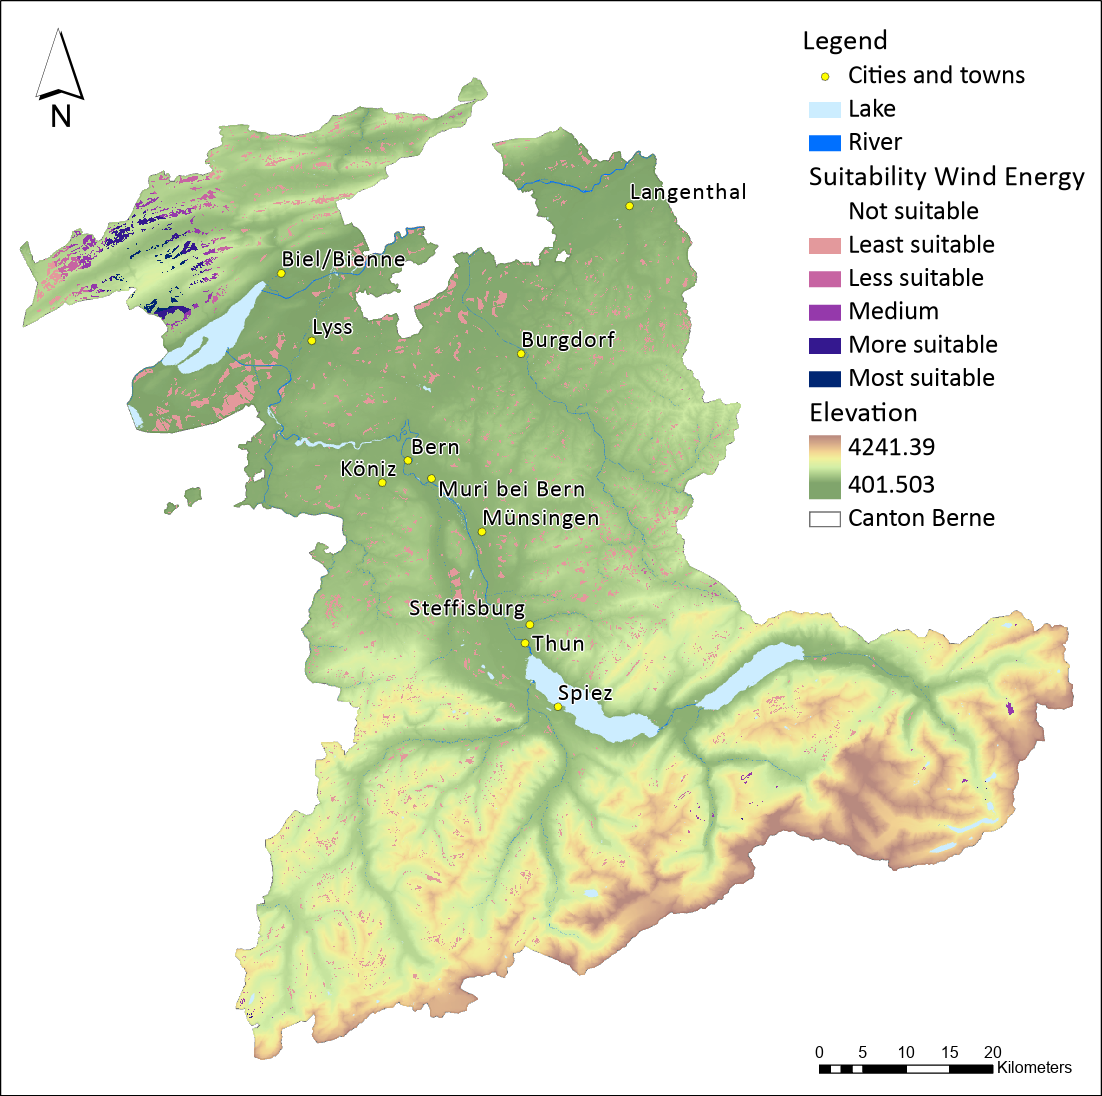 N
Legend
Cities and towns
Lake
River
Suitability Wind Energy
Not suitable
Least suitable
Less suitable
Medium
More suitable
Most suitable
Elevation
4241.39
401.503
Canton Berne
Langenthal
Biel/Bienne
Lyss
Burgdorf
Bern
Köniz
Muri bei Bern
Münsingen
Steffisburg
Thun
Spiez
0 5 10 15 20
Kilometers